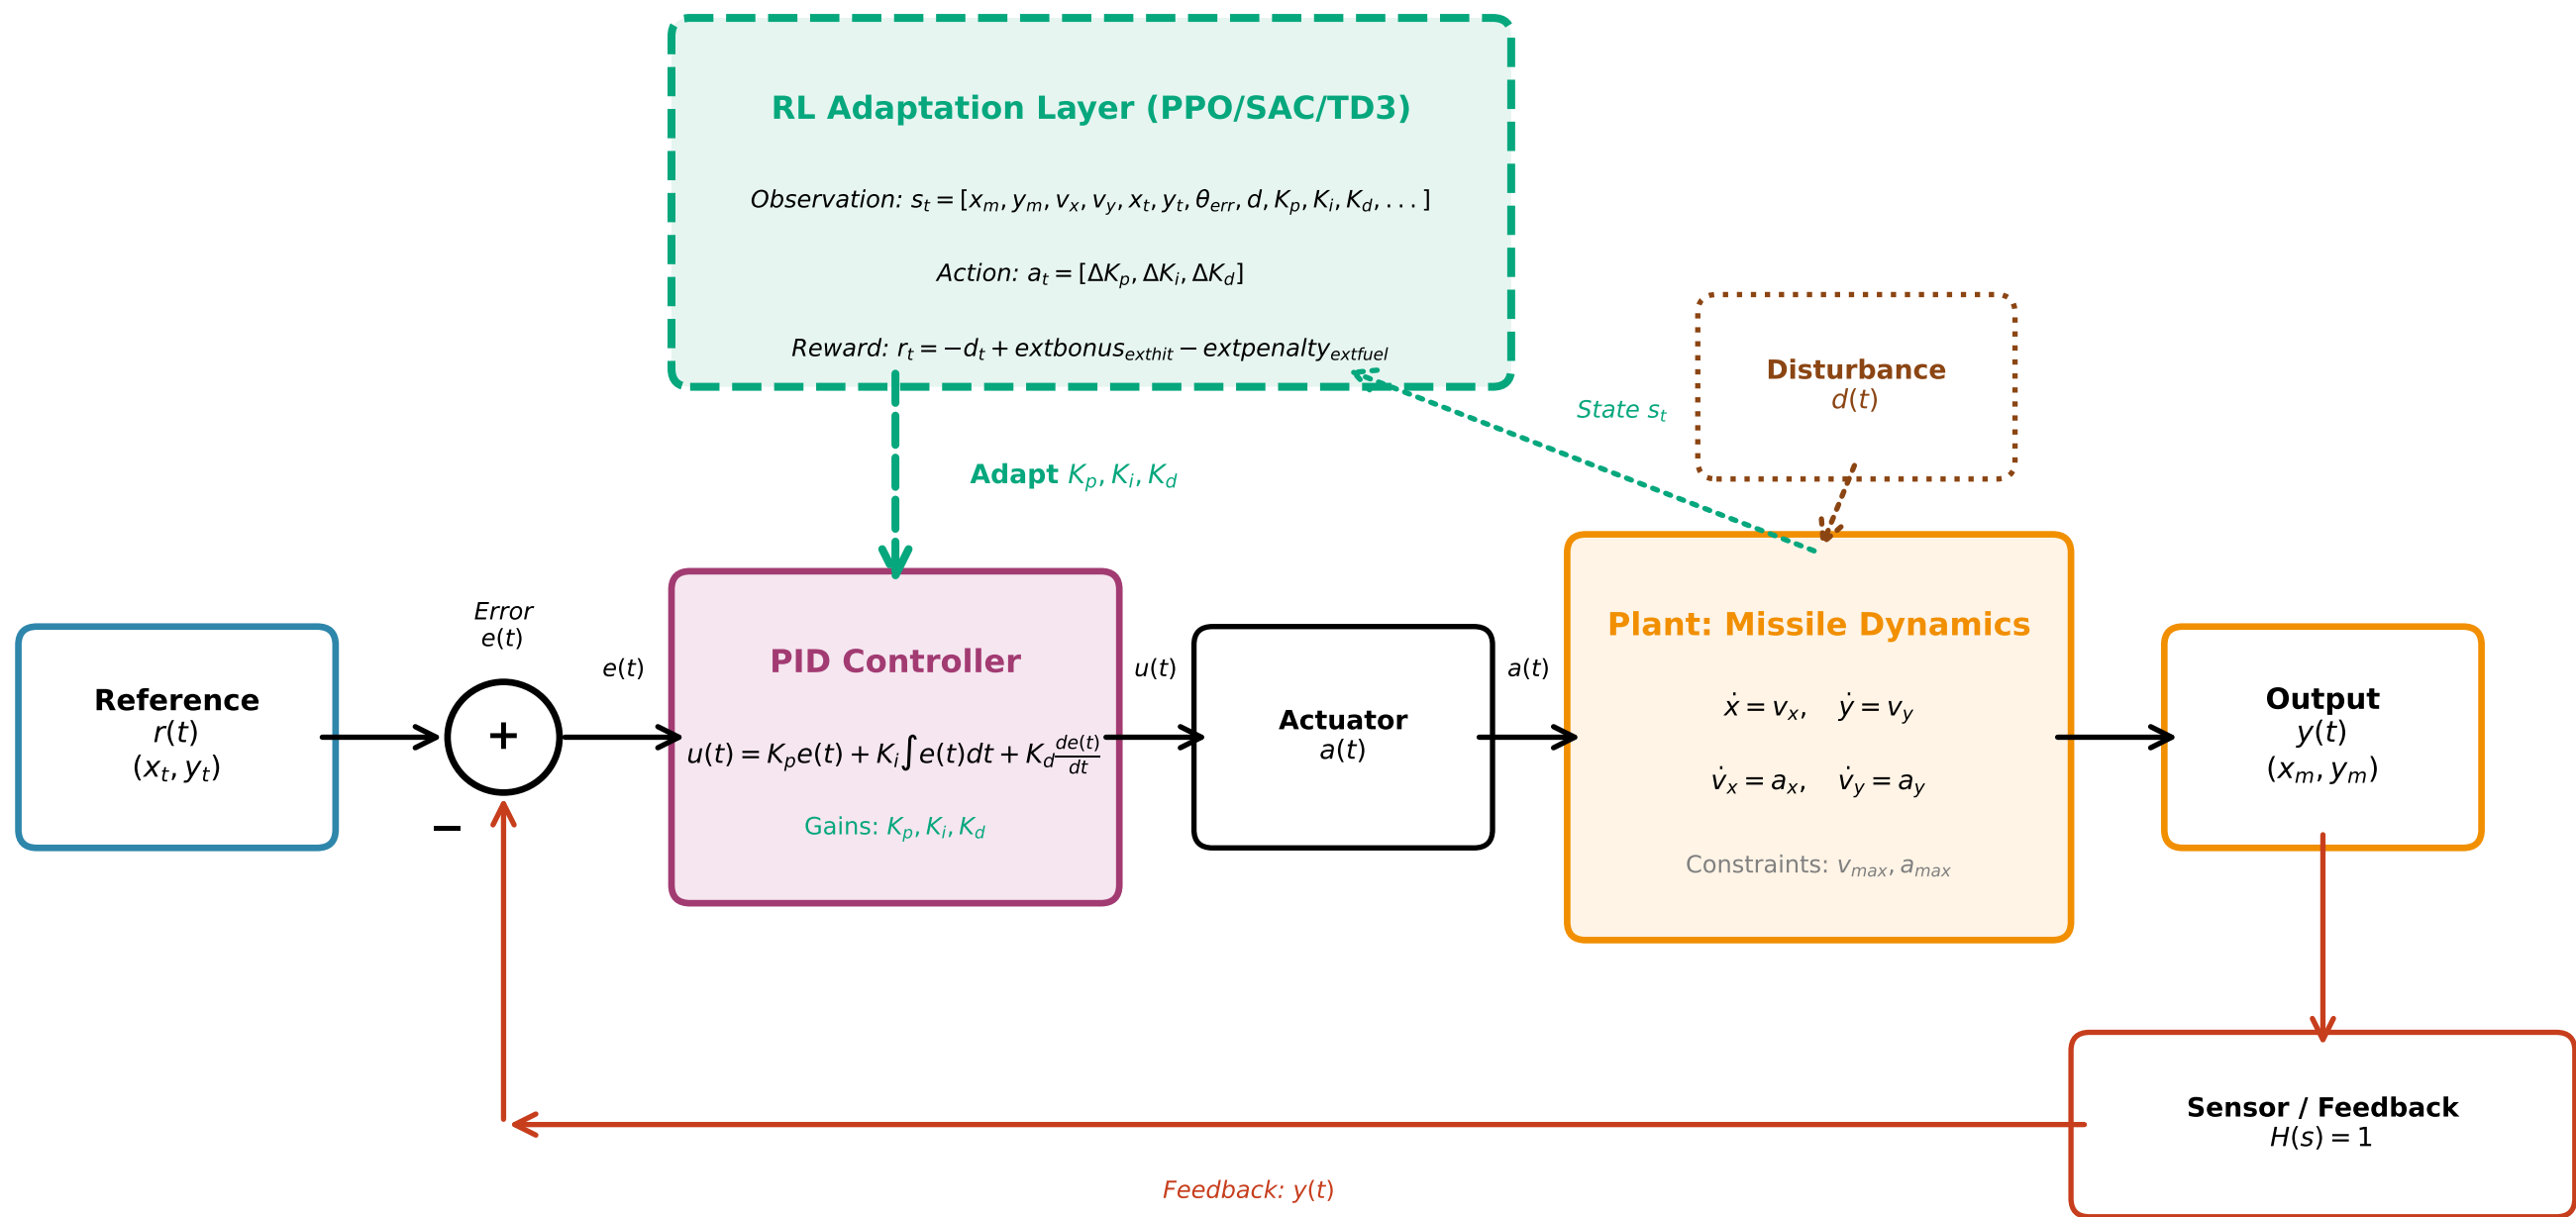 RL Adaptation Layer (PPO/SAC/TD3)
Observation: s_t = [x_m, y_m, v_x, v_y, x_t, y_t, θ_err, d, K_p, K_i, K_d, . . . ]
Action: a_t = [ΔK_p, ΔK_i, ΔK_d]
Reward: r_t = −d_t + extbonus_exthit − extpenalty_extfuel
Disturbance
d(t)
State s_t
Adapt K_p, K_i, K_d
Error
e(t)
Reference
r(t)
(x_t, y_t)
+
−
e(t)
PID Controller
u(t) = K_p e(t) + K_i ∫ e(t)dt + K_d de(t)/dt
Gains: K_p, K_i, K_d
u(t)
Actuator
a(t)
a(t)
Plant: Missile Dynamics
ẋ = v_x, ẏ = v_y
v̇_x = a_x, v̇_y = a_y
Constraints: v_max, a_max
Output
y(t)
(x_m, y_m)
Sensor / Feedback
H(s) = 1
Feedback: y(t)